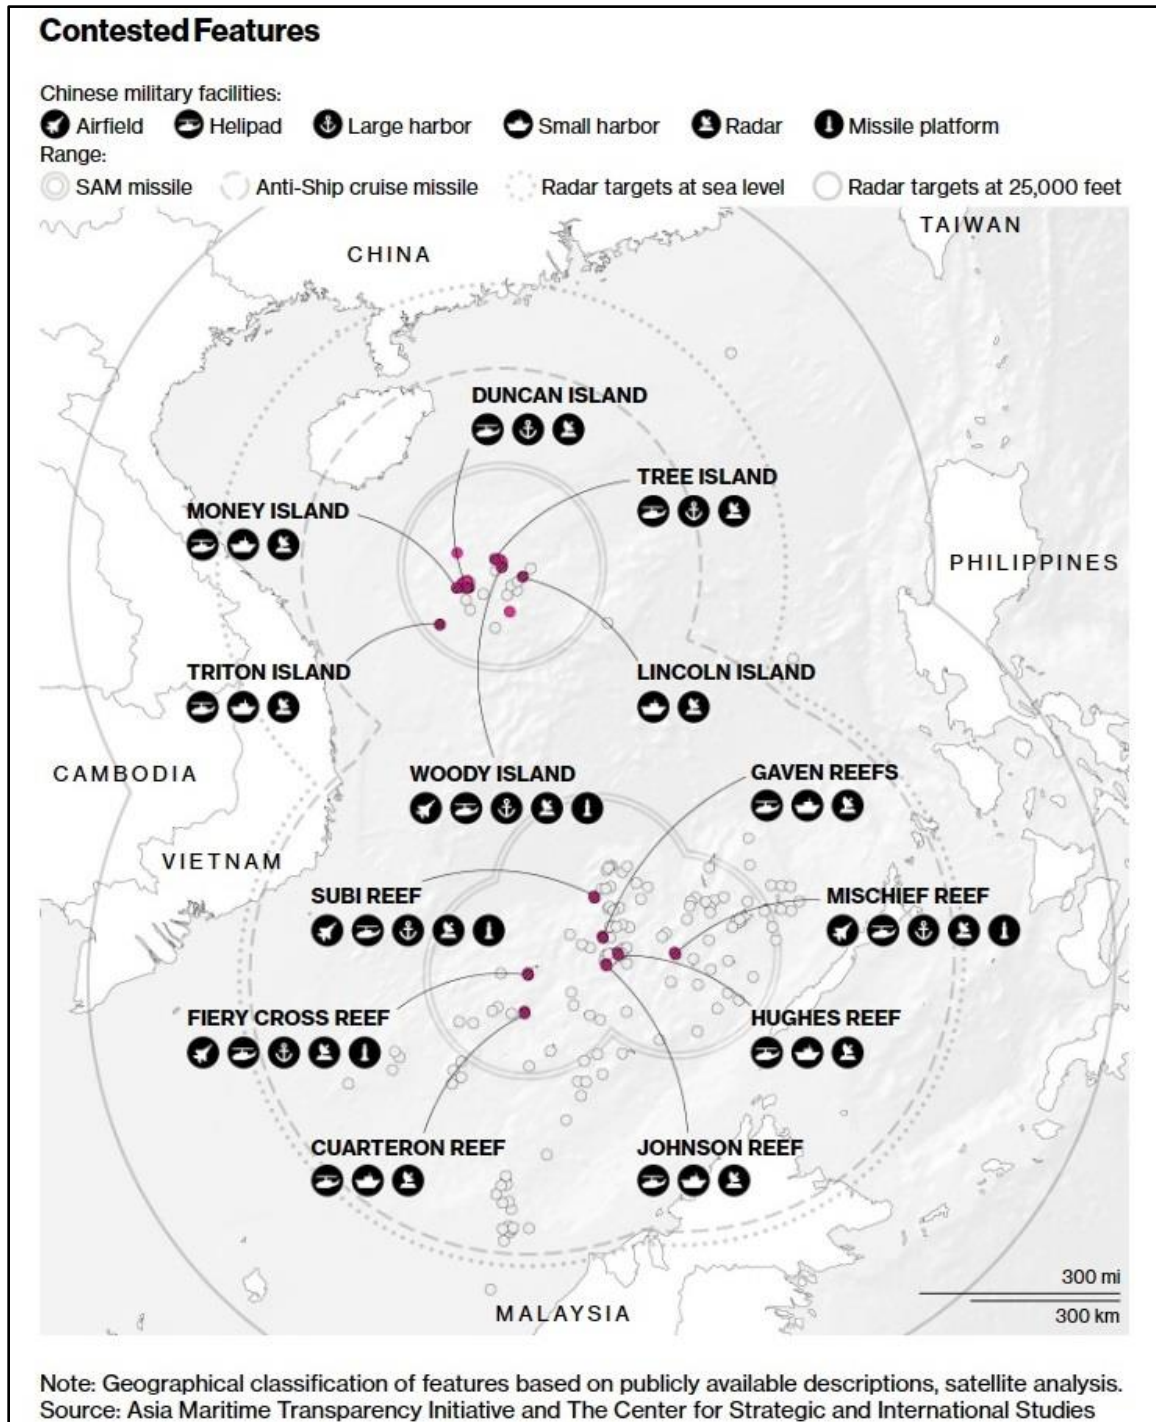 Contested Features
Chinese military facilities:
Airfield Helipad Large harbor Small harbor Radar Missile platform
Range:
SAM missile Anti-Ship cruise missile Radar targets at sea level Radar targets at 25,000 feet
TAIWAN
CHINA
DUNCAN ISLAND
TREE ISLAND
MONEY ISLAND
PHILIPPINES
TRITON ISLAND
LINCOLN ISLAND
CAMBODIA
WOODY ISLAND
GAVEN REEFS
VIETNAM
SUBI REEF
MISCHIEF REEF
FIERY CROSS REEF
HUGHES REEF
CUARTERON REEF
JOHNSON REEF
300 mi
300 km
MALAYSIA
Note: Geographical classification of features based on publicly available descriptions, satellite analysis.
Source: Asia Maritime Transparency Initiative and The Center for Strategic and International Studies